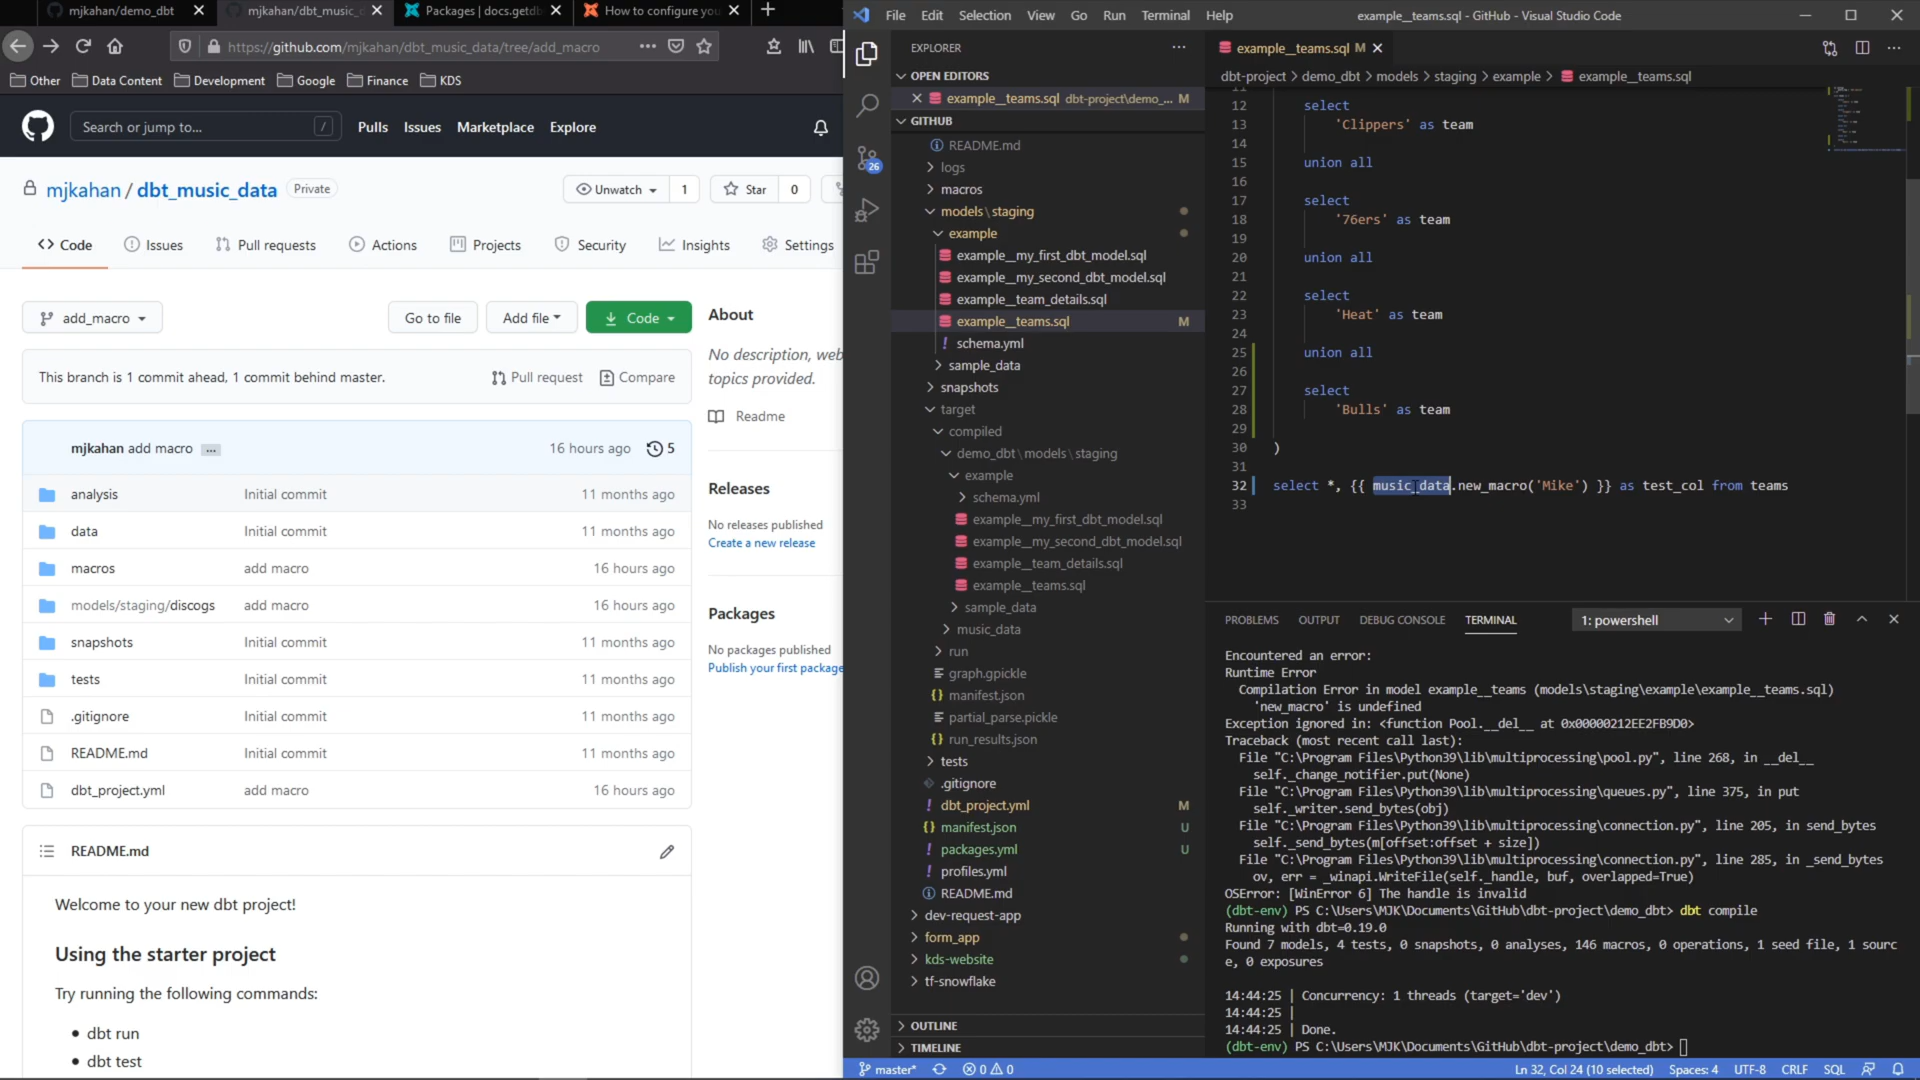 mjkahan/demo_dbt
mjkahan/dbt_music_
Packages | docs.getdb
How to configure you
https://github.com/mjkahan/dbt_music_data/tree/add_macro
Other
Data Content
Development
Google
Finance
KDS
Search or jump to...
/
Pulls
Issues
Marketplace
Explore
mjkahan / dbt_music_data
Private
Unwatch
1
Star
0
Code
Issues
Pull requests
Actions
Projects
Security
Insights
Settings
add_macro
Go to file
Add file
Code
This branch is 1 commit ahead, 1 commit behind master.
Pull request
Compare
mjkahan add macro ...
16 hours ago
5
analysis Initial commit 11 months ago
data Initial commit 11 months ago
macros add macro 16 hours ago
models/staging/discogs add macro 16 hours ago
snapshots Initial commit 11 months ago
tests Initial commit 11 months ago
.gitignore Initial commit 11 months ago
README.md Initial commit 11 months ago
dbt_project.yml add macro 16 hours ago
README.md
Welcome to your new dbt project!
Using the starter project
Try running the following commands:
dbt run
dbt test
About
No description, web
topics provided.
Readme
Releases
No releases published
Create a new release
Packages
No packages published
Publish your first package
File Edit Selection View Go Run Terminal Help
example__teams.sql - GitHub - Visual Studio Code
26
EXPLORER
OPEN EDITORS
example__teams.sql dbt-project\demo_... M
GITHUB
README.md
logs
macros
models\staging
example
example__my_first_dbt_model.sql
example__my_second_dbt_model.sql
example__team_details.sql
example__teams.sql M
schema.yml
sample_data
snapshots
target
compiled
demo_dbt\models\staging
example
schema.yml
example__my_first_dbt_model.sql
example__my_second_dbt_model.sql
example__team_details.sql
example__teams.sql
sample_data
music_data
run
graph.gpickle
manifest.json
partial_parse.pickle
run_results.json
tests
.gitignore
dbt_project.yml M
manifest.json U
packages.yml U
profiles.yml
README.md
dev-request-app
form_app
kds-website
tf-snowflake
OUTLINE
TIMELINE
example__teams.sql M
dbt-project > demo_dbt > models > staging > example > example__teams.sql
11
12 select
13 'Clippers' as team
14
15 union all
16
17 select
18 '76ers' as team
19
20 union all
21
22 select
23 'Heat' as team
24
25 union all
26
27 select
28 'Bulls' as team
29
30 )
31
32 select *, {{ music_data.new_macro('Mike') }} as test_col from teams
33
PROBLEMS OUTPUT DEBUG CONSOLE TERMINAL
1: powershell
Encountered an error:
Runtime Error
Compilation Error in model example__teams (models\staging\example\example__teams.sql)
'new_macro' is undefined
Exception ignored in: <function Pool.__del__ at 0x00000212EE2FB9D0>
Traceback (most recent call last):
File "C:\Program Files\Python39\lib\multiprocessing\pool.py", line 268, in __del__
self._change_notifier.put(None)
File "C:\Program Files\Python39\lib\multiprocessing\queues.py", line 375, in put
self._writer.send_bytes(obj)
File "C:\Program Files\Python39\lib\multiprocessing\connection.py", line 205, in send_bytes
self._send_bytes(m[offset:offset + size])
File "C:\Program Files\Python39\lib\multiprocessing\connection.py", line 285, in _send_bytes
ov, err = _winapi.WriteFile(self._handle, buf, overlapped=True)
OSError: [WinError 6] The handle is invalid
(dbt-env) PS C:\Users\MJK\Documents\GitHub\dbt-project\demo_dbt> dbt compile
Running with dbt=0.19.0
Found 7 models, 4 tests, 0 snapshots, 0 analyses, 146 macros, 0 operations, 1 seed file, 1 sourc
e, 0 exposures
14:44:25 | Concurrency: 1 threads (target='dev')
14:44:25 |
14:44:25 | Done.
(dbt-env) PS C:\Users\MJK\Documents\GitHub\dbt-project\demo_dbt>
master*
0
0
Ln 32, Col 24 (10 selected)
Spaces: 4
UTF-8
CRLF
SQL